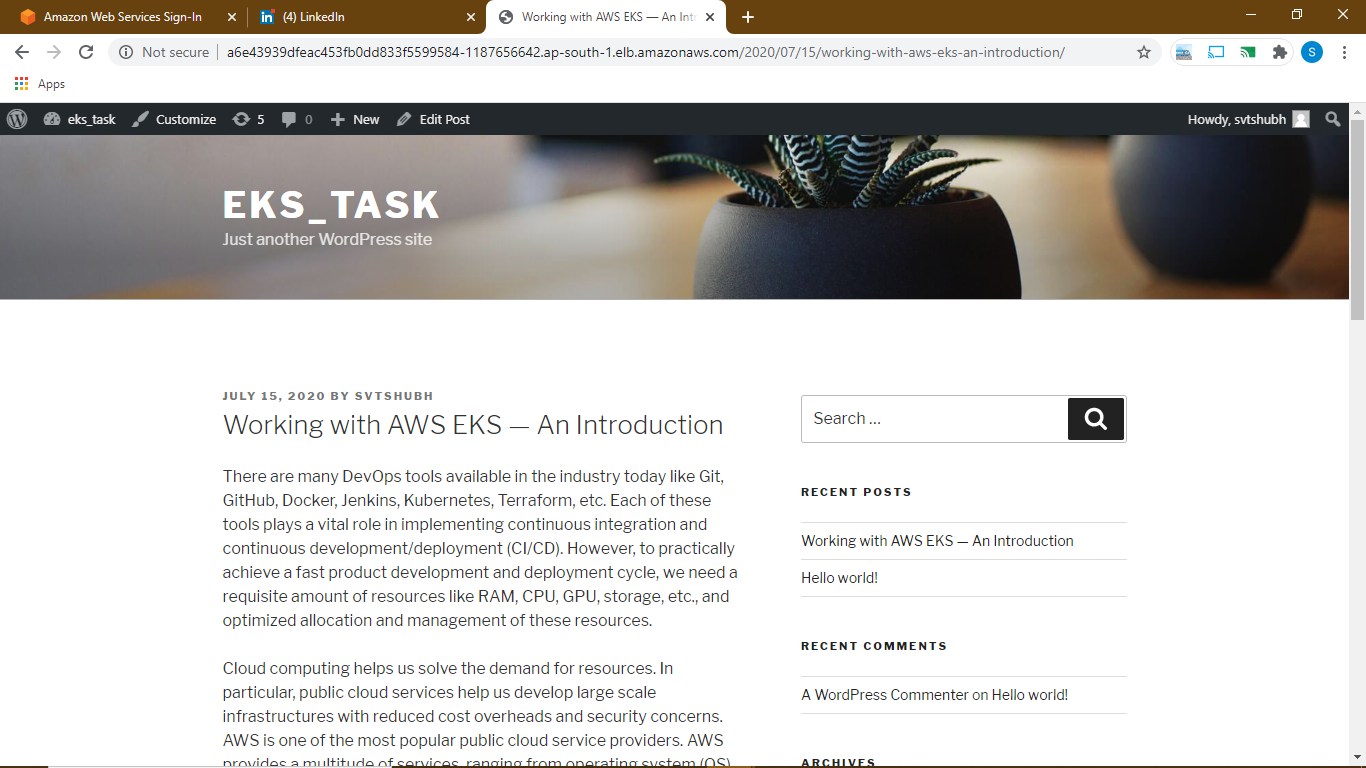 Amazon Web Services Sign-In
(4) LinkedIn
Working with AWS EKS — An Int
Not secure
a6e43939dfeac453fb0dd833f5599584-1187656642.ap-south-1.elb.amazonaws.com/2020/07/15/working-with-aws-eks-an-introduction/
S
Apps
eks_task
Customize
5
0
New
Edit Post
Howdy, svtshubh
EKS_TASK
Just another WordPress site
JULY 15, 2020 BY SVTSHUBH
Working with AWS EKS — An Introduction
There are many DevOps tools available in the industry today like Git,
GitHub, Docker, Jenkins, Kubernetes, Terraform, etc. Each of these
tools plays a vital role in implementing continuous integration and
continuous development/deployment (CI/CD). However, to practically
achieve a fast product development and deployment cycle, we need a
requisite amount of resources like RAM, CPU, GPU, storage, etc., and
optimized allocation and management of these resources.
Cloud computing helps us solve the demand for resources. In
particular, public cloud services help us develop large scale
infrastructures with reduced cost overheads and security concerns.
AWS is one of the most popular public cloud service providers. AWS
provides a multitude of services, ranging from operating system (OS)
Search …
RECENT POSTS
Working with AWS EKS — An Introduction
Hello world!
RECENT COMMENTS
A WordPress Commenter on Hello world!
ARCHIVES